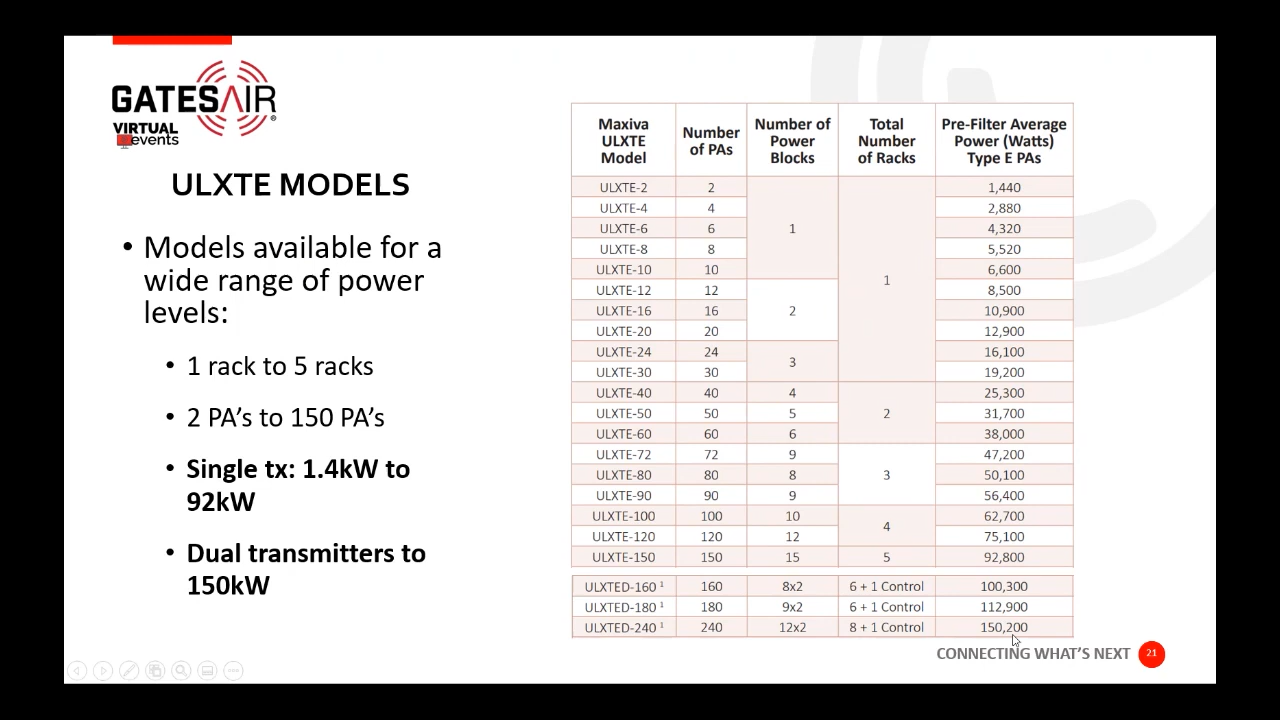 GATESAIR®
VIRTUAL
events
ULXTE MODELS
• Models available for a
wide range of power
levels:
• 1 rack to 5 racks
• 2 PA’s to 150 PA’s
• Single tx: 1.4kW to
92kW
• Dual transmitters to
150kW
Maxiva ULXTE Model | Number of PAs | Number of Power Blocks | Total Number of Racks | Pre-Filter Average Power (Watts) Type E PAs
ULXTE-2 2 1,440
ULXTE-4 4 2,880
ULXTE-6 6 1 4,320
ULXTE-8 8 5,520
ULXTE-10 10 6,600
ULXTE-12 12 1 8,500
ULXTE-16 16 2 10,900
ULXTE-20 20 12,900
ULXTE-24 24 3 16,100
ULXTE-30 30 19,200
ULXTE-40 40 4 25,300
ULXTE-50 50 5 2 31,700
ULXTE-60 60 6 38,000
ULXTE-72 72 9 47,200
ULXTE-80 80 8 3 50,100
ULXTE-90 90 9 56,400
ULXTE-100 100 10 4 62,700
ULXTE-120 120 12 75,100
ULXTE-150 150 15 5 92,800
ULXTED-160 ¹ 160 8x2 6 + 1 Control 100,300
ULXTED-180 ¹ 180 9x2 6 + 1 Control 112,900
ULXTED-240 ¹ 240 12x2 8 + 1 Control 150,200
CONNECTING WHAT’S NEXT 21